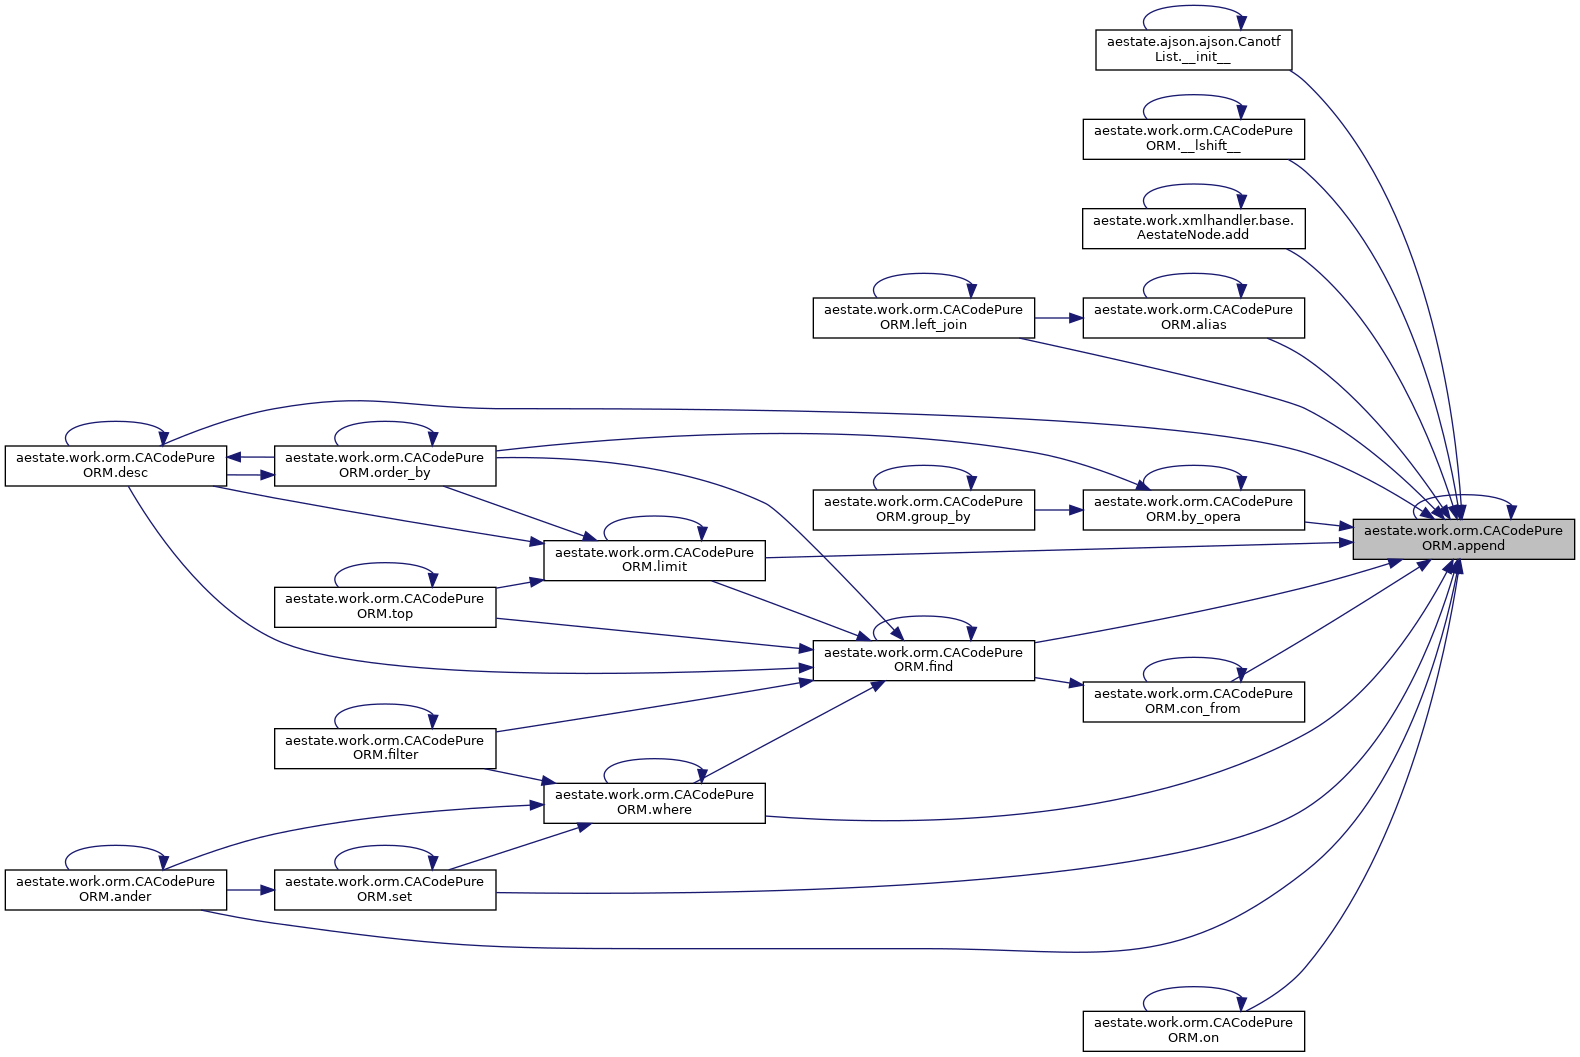 aestate.ajson.ajson.Canotf
List.__init__
aestate.work.orm.CACodePure
ORM.__lshift__
aestate.work.xmlhandler.base.
AestateNode.add
aestate.work.orm.CACodePure
ORM.left_join
aestate.work.orm.CACodePure
ORM.alias
aestate.work.orm.CACodePure
ORM.desc
aestate.work.orm.CACodePure
ORM.order_by
aestate.work.orm.CACodePure
ORM.group_by
aestate.work.orm.CACodePure
ORM.by_opera
aestate.work.orm.CACodePure
ORM.append
aestate.work.orm.CACodePure
ORM.limit
aestate.work.orm.CACodePure
ORM.top
aestate.work.orm.CACodePure
ORM.find
aestate.work.orm.CACodePure
ORM.con_from
aestate.work.orm.CACodePure
ORM.filter
aestate.work.orm.CACodePure
ORM.where
aestate.work.orm.CACodePure
ORM.ander
aestate.work.orm.CACodePure
ORM.set
aestate.work.orm.CACodePure
ORM.on